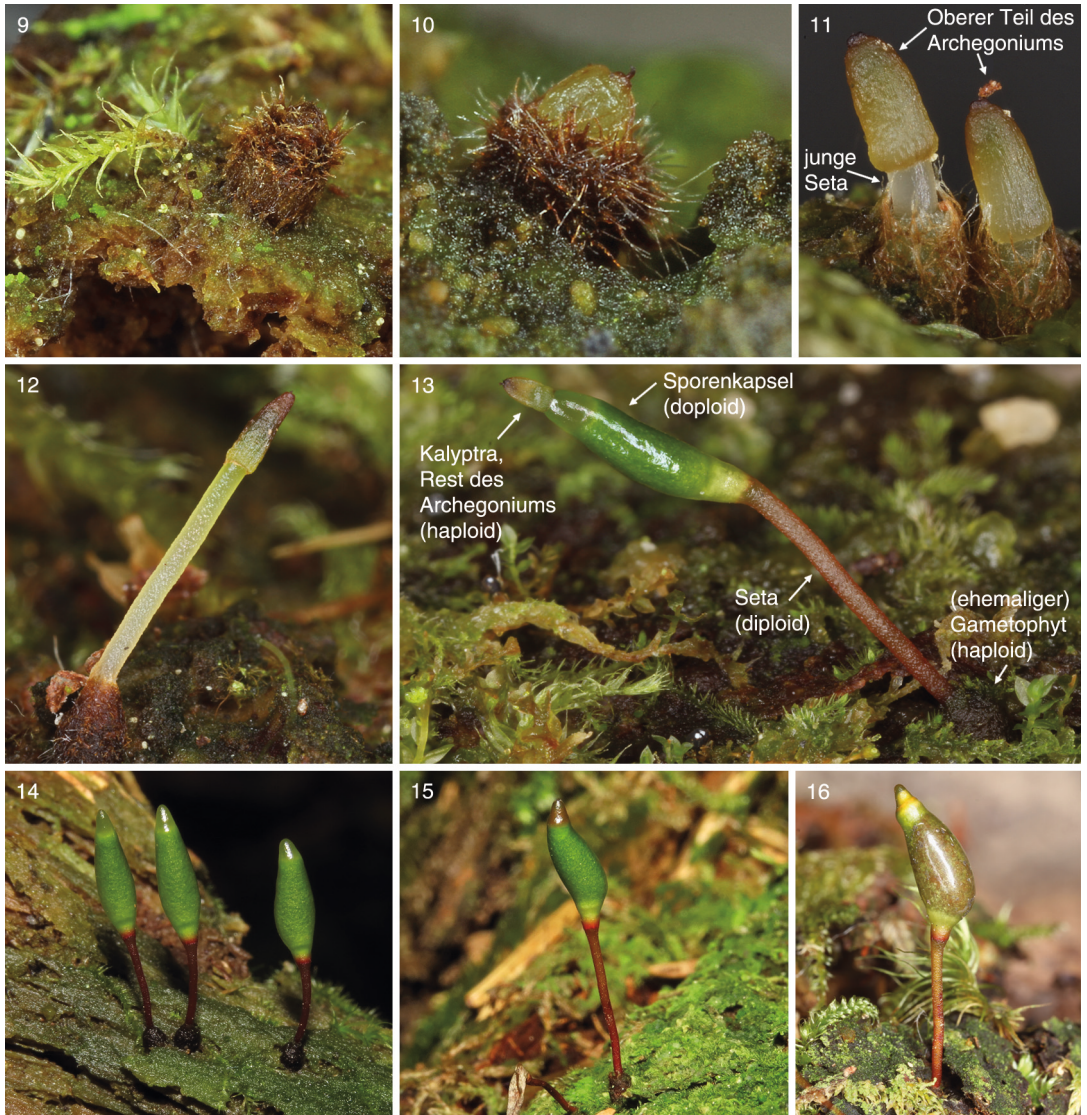 9
10
11
Oberer Teil des
Archegoniums
junge
Seta
12
13
Sporenkapsel
(doploid)
Kalyptra,
Rest des
Archegoniums
(haploid)
Seta
(diploid)
(ehemaliger)
Gametophyt
(haploid)
14
15
16